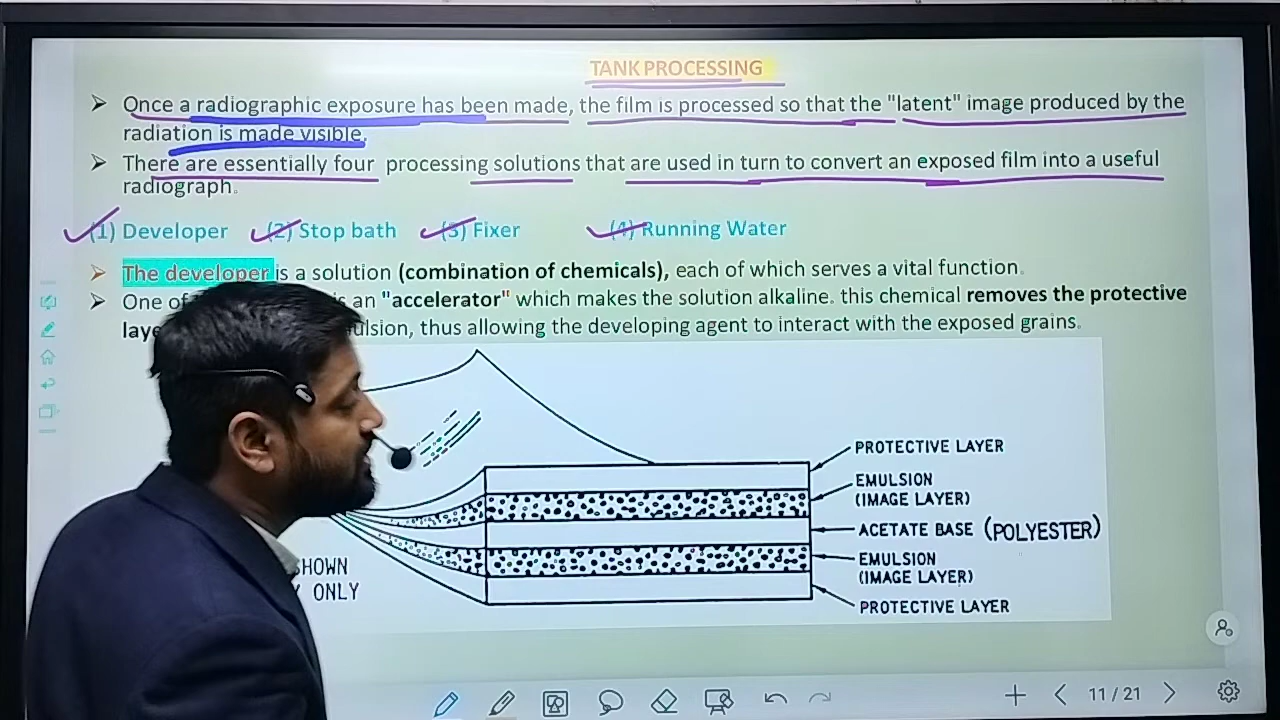 TANK PROCESSING
➢ Once a radiographic exposure has been made, the film is processed so that the "latent" image produced by the
radiation is made visible.
➢ There are essentially four processing solutions that are used in turn to convert an exposed film into a useful
radiograph.
(1) Developer (2) Stop bath (3) Fixer (4) Running Water
➢ The developer is a solution (combination of chemicals), each of which serves a vital function.
➢ One of an "accelerator" which makes the solution alkaline. this chemical removes the protective
thus allowing the developing agent to interact with the exposed grains.
PROTECTIVE LAYER
EMULSION
(IMAGE LAYER)
ACETATE BASE (POLYESTER)
EMULSION
(IMAGE LAYER)
PROTECTIVE LAYER
ONLY
11 / 21